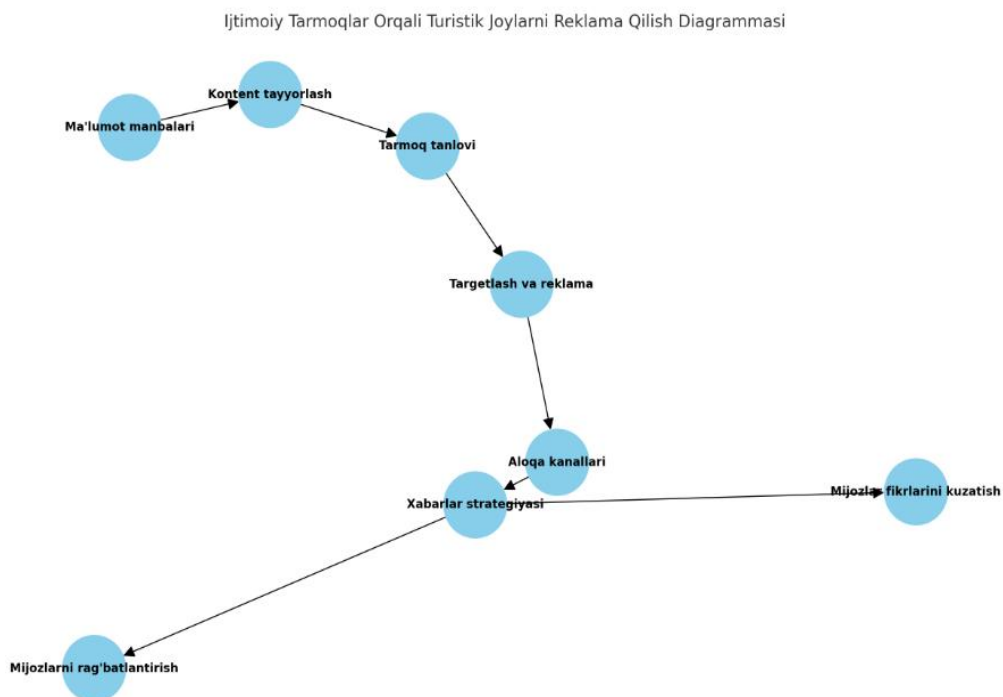 Ijtimoiy Tarmoqlar Orqali Turistik Joylarni Reklama Qilish Diagrammasi
Kontent tayyorlash
Ma'lumot manbalari
Tarmoq tanlovi
Targetlash va reklama
Aloqa kanallari
Mijozlar fikrlarini kuzatish
Xabarlar strategiyasi
Mijozlarni rag'batlantirish